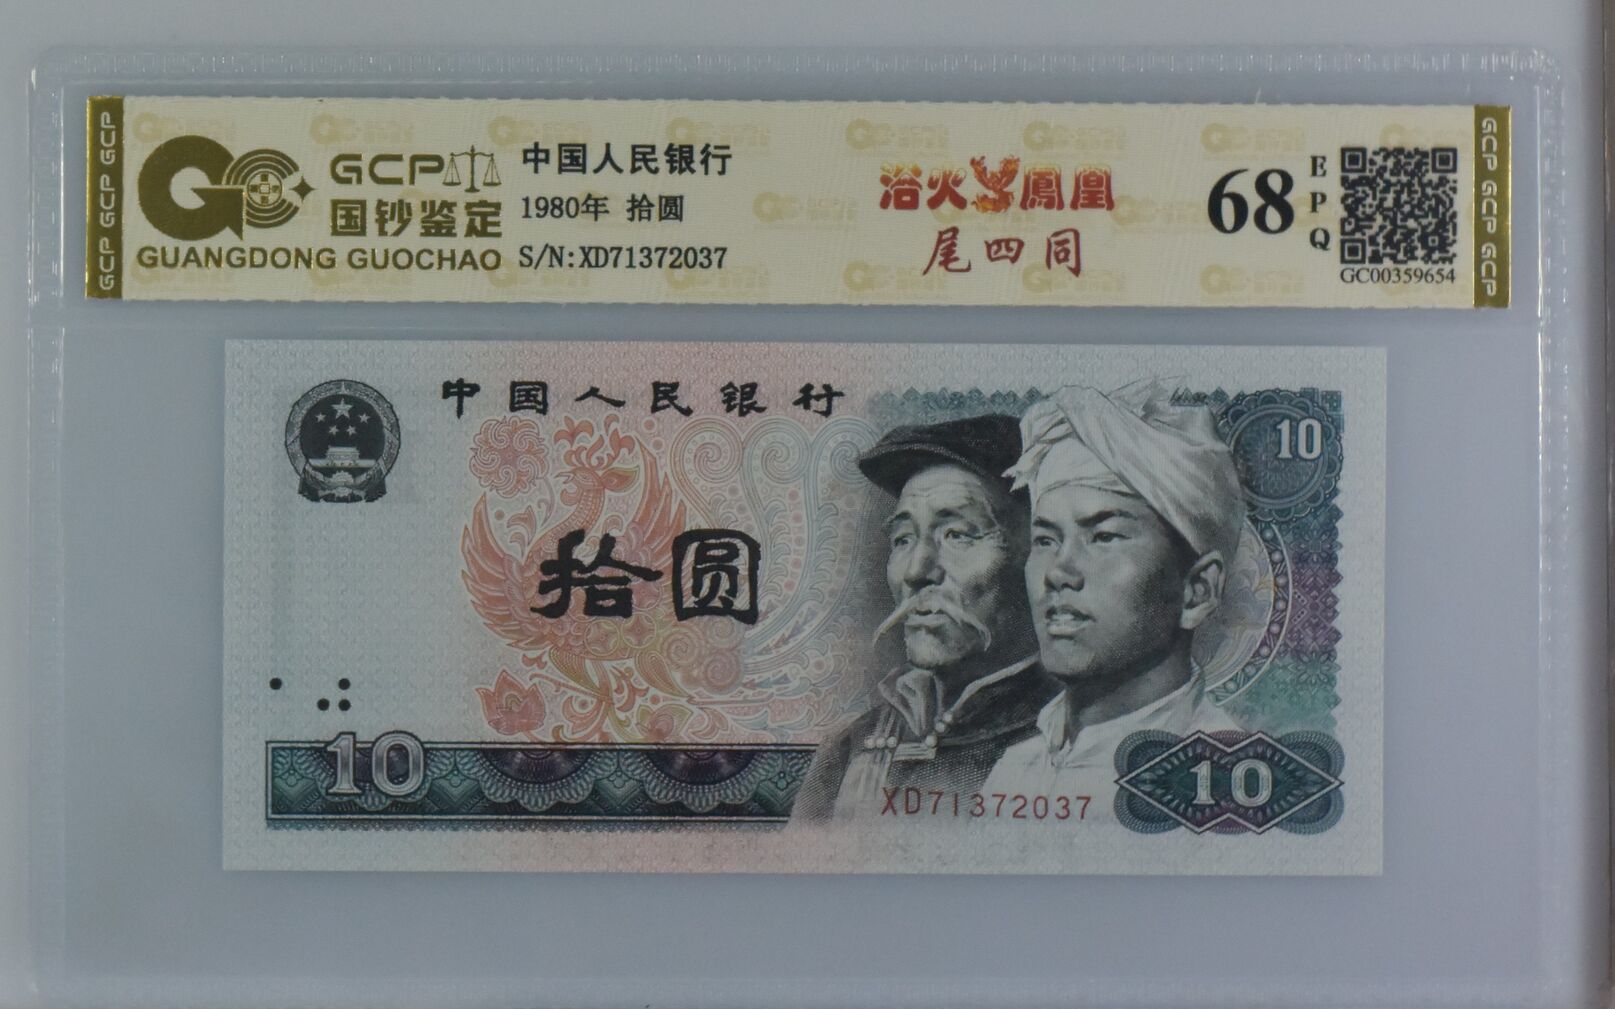 GCP
国钞鉴定
GUANGDONG GUOCHAO
中国人民银行
1980年 拾圆
S/N:XD71372037
浴火鳳凰
尾四同
68
EPQ
GC00359654
GCP GCP GCP
GCP GCP GCP
中国人民银行
10
拾圆
10
XD71372037
10